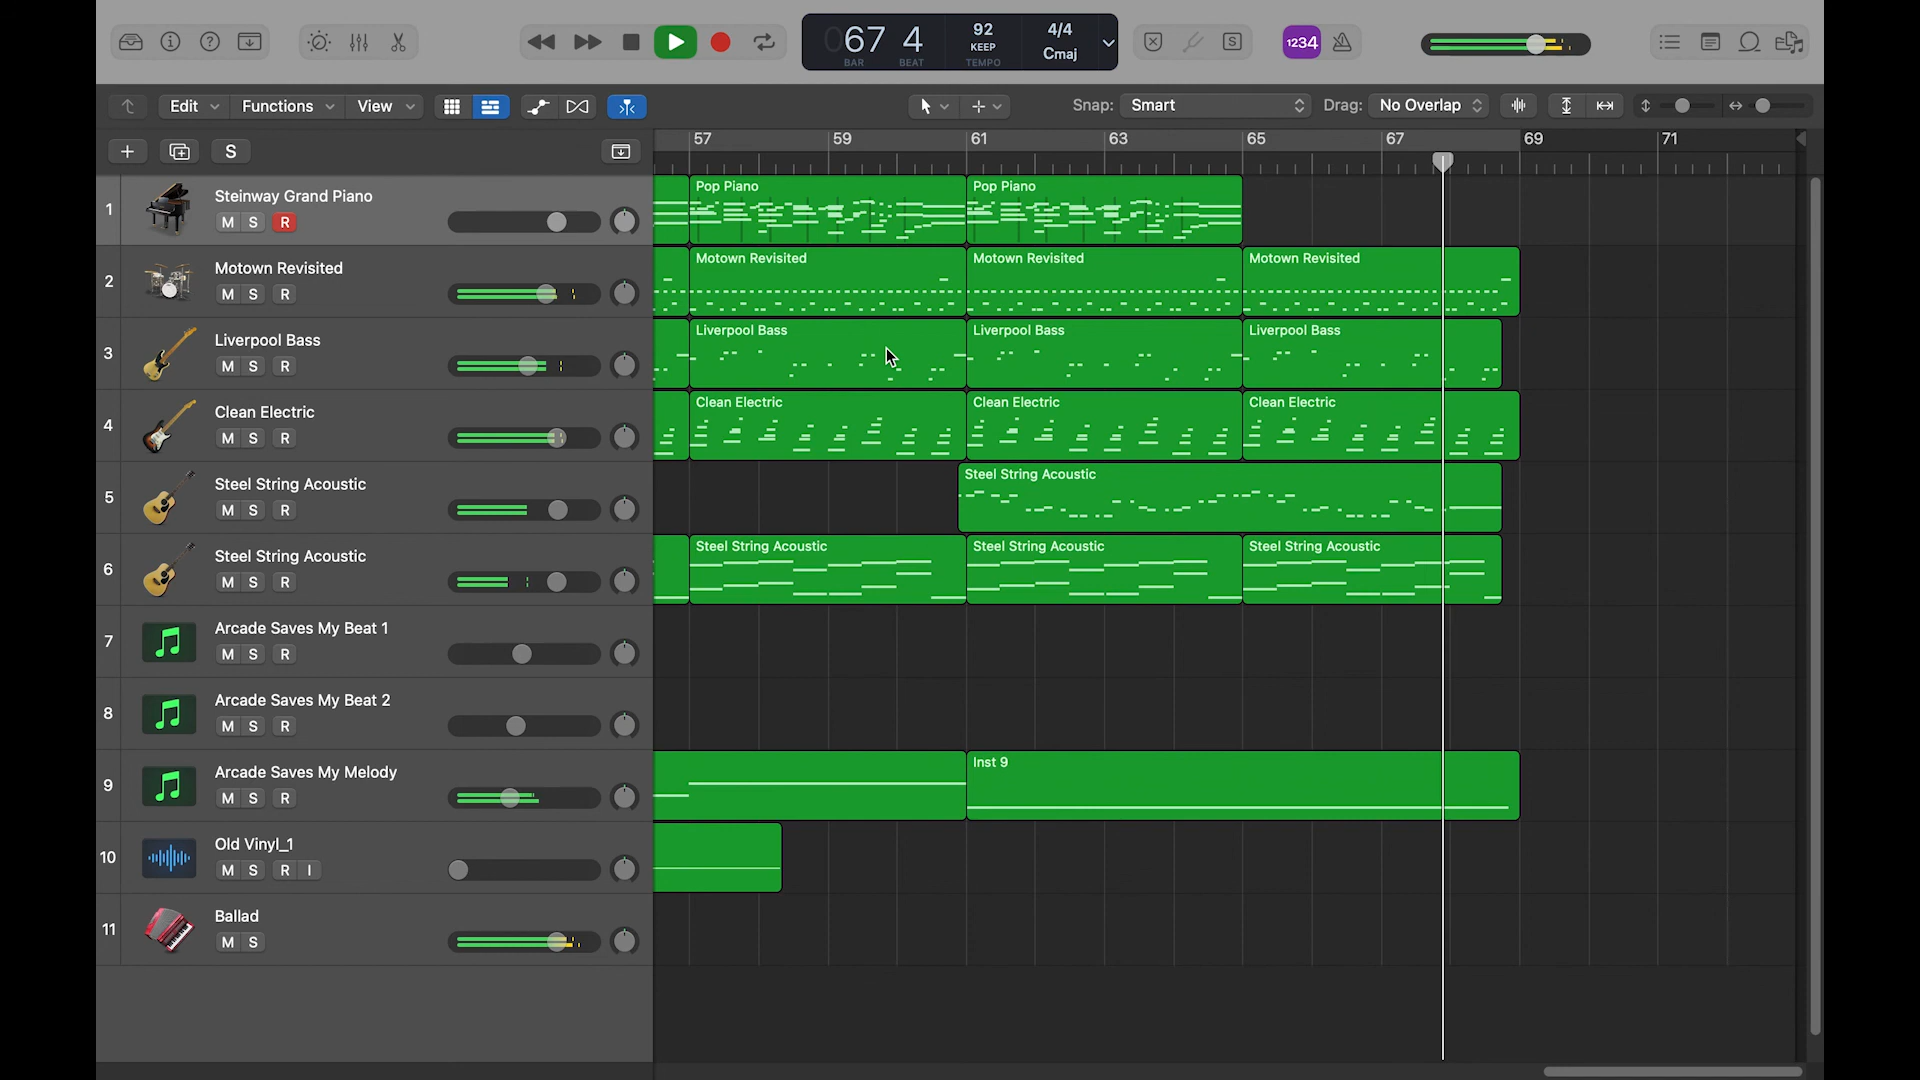 067 4
BAR BEAT
92
KEEP
TEMPO
4/4
Cmaj
S
1234
Edit
Functions
View
Snap: Smart
Drag: No Overlap
S
57 59 61 63 65 67 69 71
1 Steinway Grand Piano
M S R
Pop Piano Pop Piano
2 Motown Revisited
M S R
Motown Revisited Motown Revisited Motown Revisited
3 Liverpool Bass
M S R
Liverpool Bass Liverpool Bass Liverpool Bass
4 Clean Electric
M S R
Clean Electric Clean Electric Clean Electric
5 Steel String Acoustic
M S R
Steel String Acoustic
6 Steel String Acoustic
M S R
Steel String Acoustic Steel String Acoustic Steel String Acoustic
7 Arcade Saves My Beat 1
M S R
8 Arcade Saves My Beat 2
M S R
9 Arcade Saves My Melody
M S R
Inst 9
10 Old Vinyl_1
M S R I
11 Ballad
M S